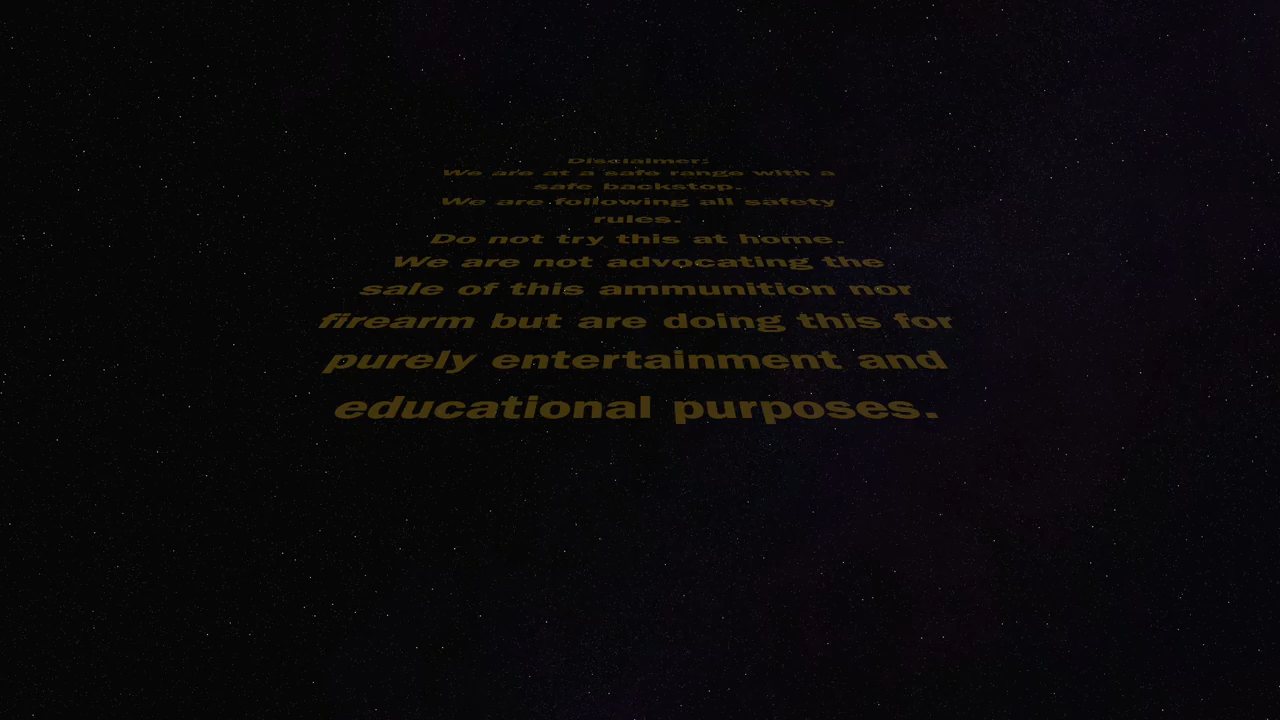 Disclaimer:
We are at a safe range with a
safe backstop.
We are following all safety
rules.
Do not try this at home.
We are not advocating the
sale of this ammunition nor
firearm but are doing this for
purely entertainment and
educational purposes.